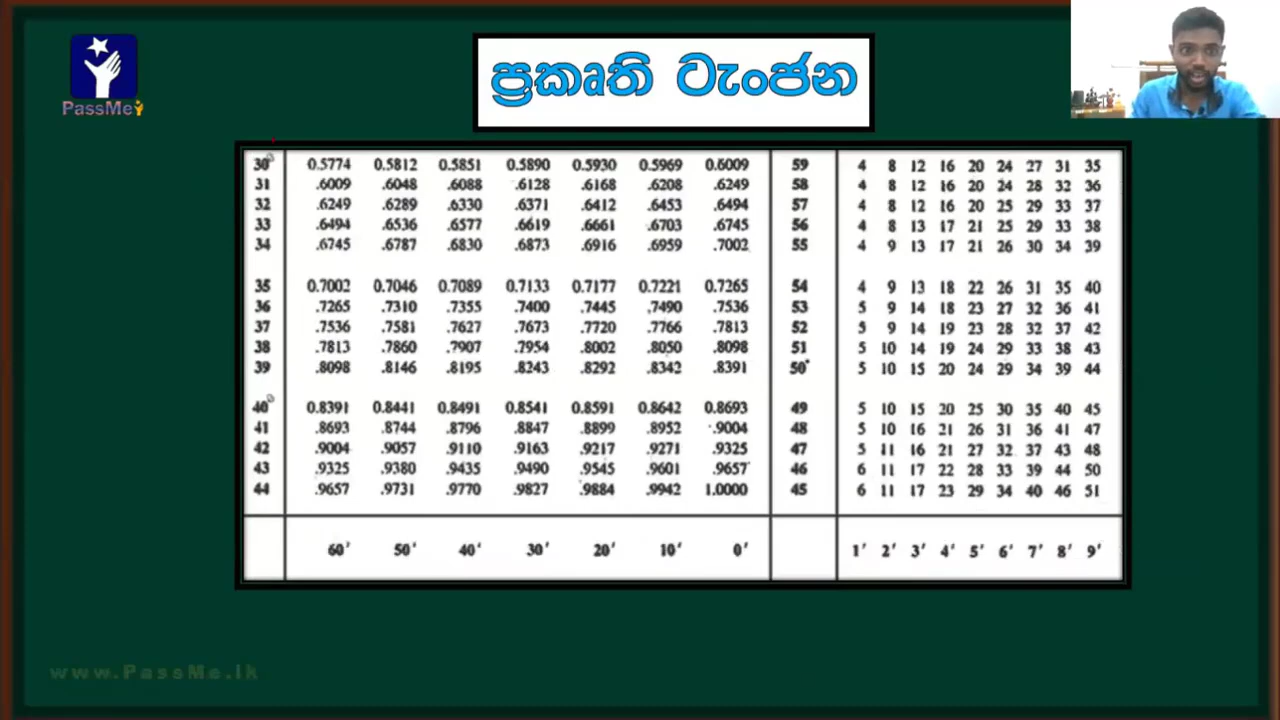 ප්‍රකෘති ටැංජන
PassMe
30° 0.5774 0.5812 0.5851 0.5890 0.5930 0.5969 0.6009 59 4 8 12 16 20 24 27 31 35
31 .6009 .6048 .6088 .6128 .6168 .6208 .6249 58 4 8 12 16 20 24 28 32 36
32 .6249 .6289 .6330 .6371 .6412 .6453 .6494 57 4 8 12 16 20 25 29 33 37
33 .6494 .6536 .6577 .6619 .6661 .6703 .6745 56 4 8 13 17 21 25 29 33 38
34 .6745 .6787 .6830 .6873 .6916 .6959 .7002 55 4 9 13 17 21 26 30 34 39
35 0.7002 0.7046 0.7089 0.7133 0.7177 0.7221 0.7265 54 4 9 13 18 22 26 31 35 40
36 .7265 .7310 .7355 .7400 .7445 .7490 .7536 53 5 9 14 18 23 27 32 36 41
37 .7536 .7581 .7627 .7673 .7720 .7766 .7813 52 5 9 14 19 23 28 32 37 42
38 .7813 .7860 .7907 .7954 .8002 .8050 .8098 51 5 10 14 19 24 29 33 38 43
39 .8098 .8146 .8195 .8243 .8292 .8342 .8391 50° 5 10 15 20 24 29 34 39 44
40° 0.8391 0.8441 0.8491 0.8541 0.8591 0.8642 0.8693 49 5 10 15 20 25 30 35 40 45
41 .8693 .8744 .8796 .8847 .8899 .8952 .9004 48 5 10 16 21 26 31 36 41 47
42 .9004 .9057 .9110 .9163 .9217 .9271 .9325 47 5 11 16 21 27 32 37 43 48
43 .9325 .9380 .9435 .9490 .9545 .9601 .9657 46 6 11 17 22 28 33 39 44 50
44 .9657 .9731 .9770 .9827 .9884 .9942 1.0000 45 6 11 17 23 29 34 40 46 51
60′ 50′ 40′ 30′ 20′ 10′ 0′ 1′ 2′ 3′ 4′ 5′ 6′ 7′ 8′ 9′
www.PassMe.lk